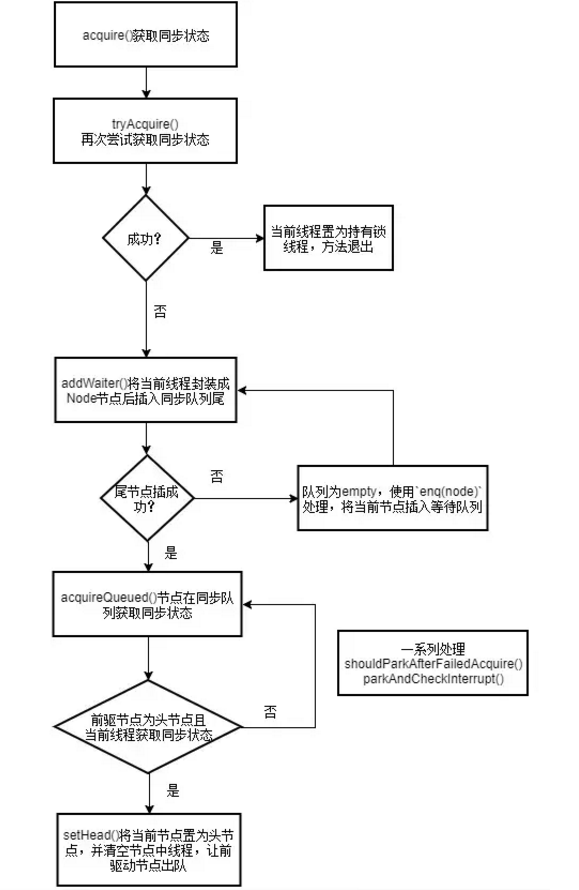 acquire()获取同步状态
tryAcquire()
再次尝试获取同步状态
成功?
是
当前线程置为持有锁
线程，方法退出
否
addWaiter()将当前线程封装成
Node节点后插入同步队列尾
尾节点插成
功?
否
队列为empty，使用`enq(node)`
处理，将当前节点插入等待队列
是
acquireQueued()节点在同步队
列获取同步状态
一系列处理
shouldParkAfterFailedAcquire()
parkAndCheckInterrupt()
前驱节点为头节点且
当前线程获取同步状态
否
是
setHead()将当前节点置为头节
点，并清空节点中线程，让前
驱动节点出队